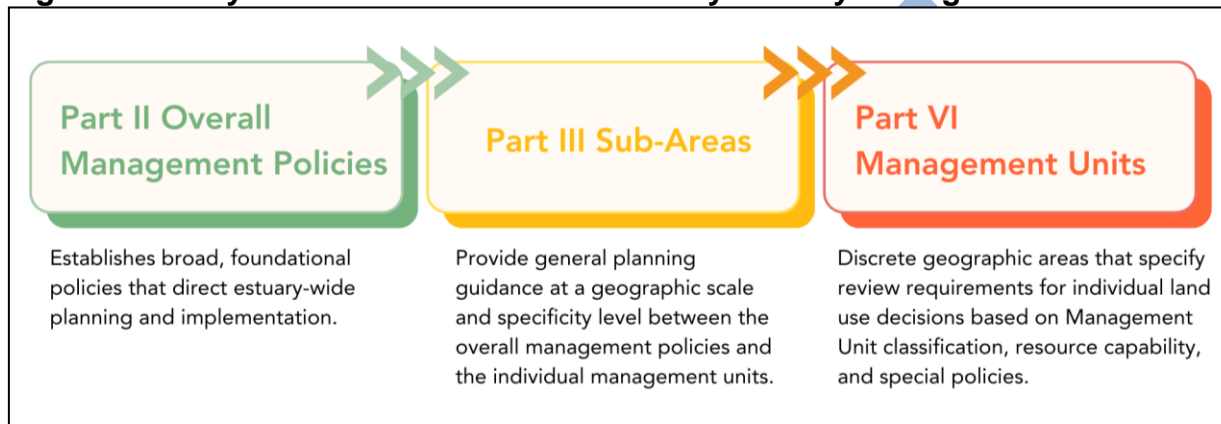 Part II Overall
Management Policies
Establishes broad, foundational
policies that direct estuary-wide
planning and implementation.
Part III Sub-Areas
Provide general planning
guidance at a geographic scale
and specificity level between the
overall management policies and
the individual management units.
Part VI
Management Units
Discrete geographic areas that specify
review requirements for individual land
use decisions based on Management
Unit classification, resource capability,
and special policies.